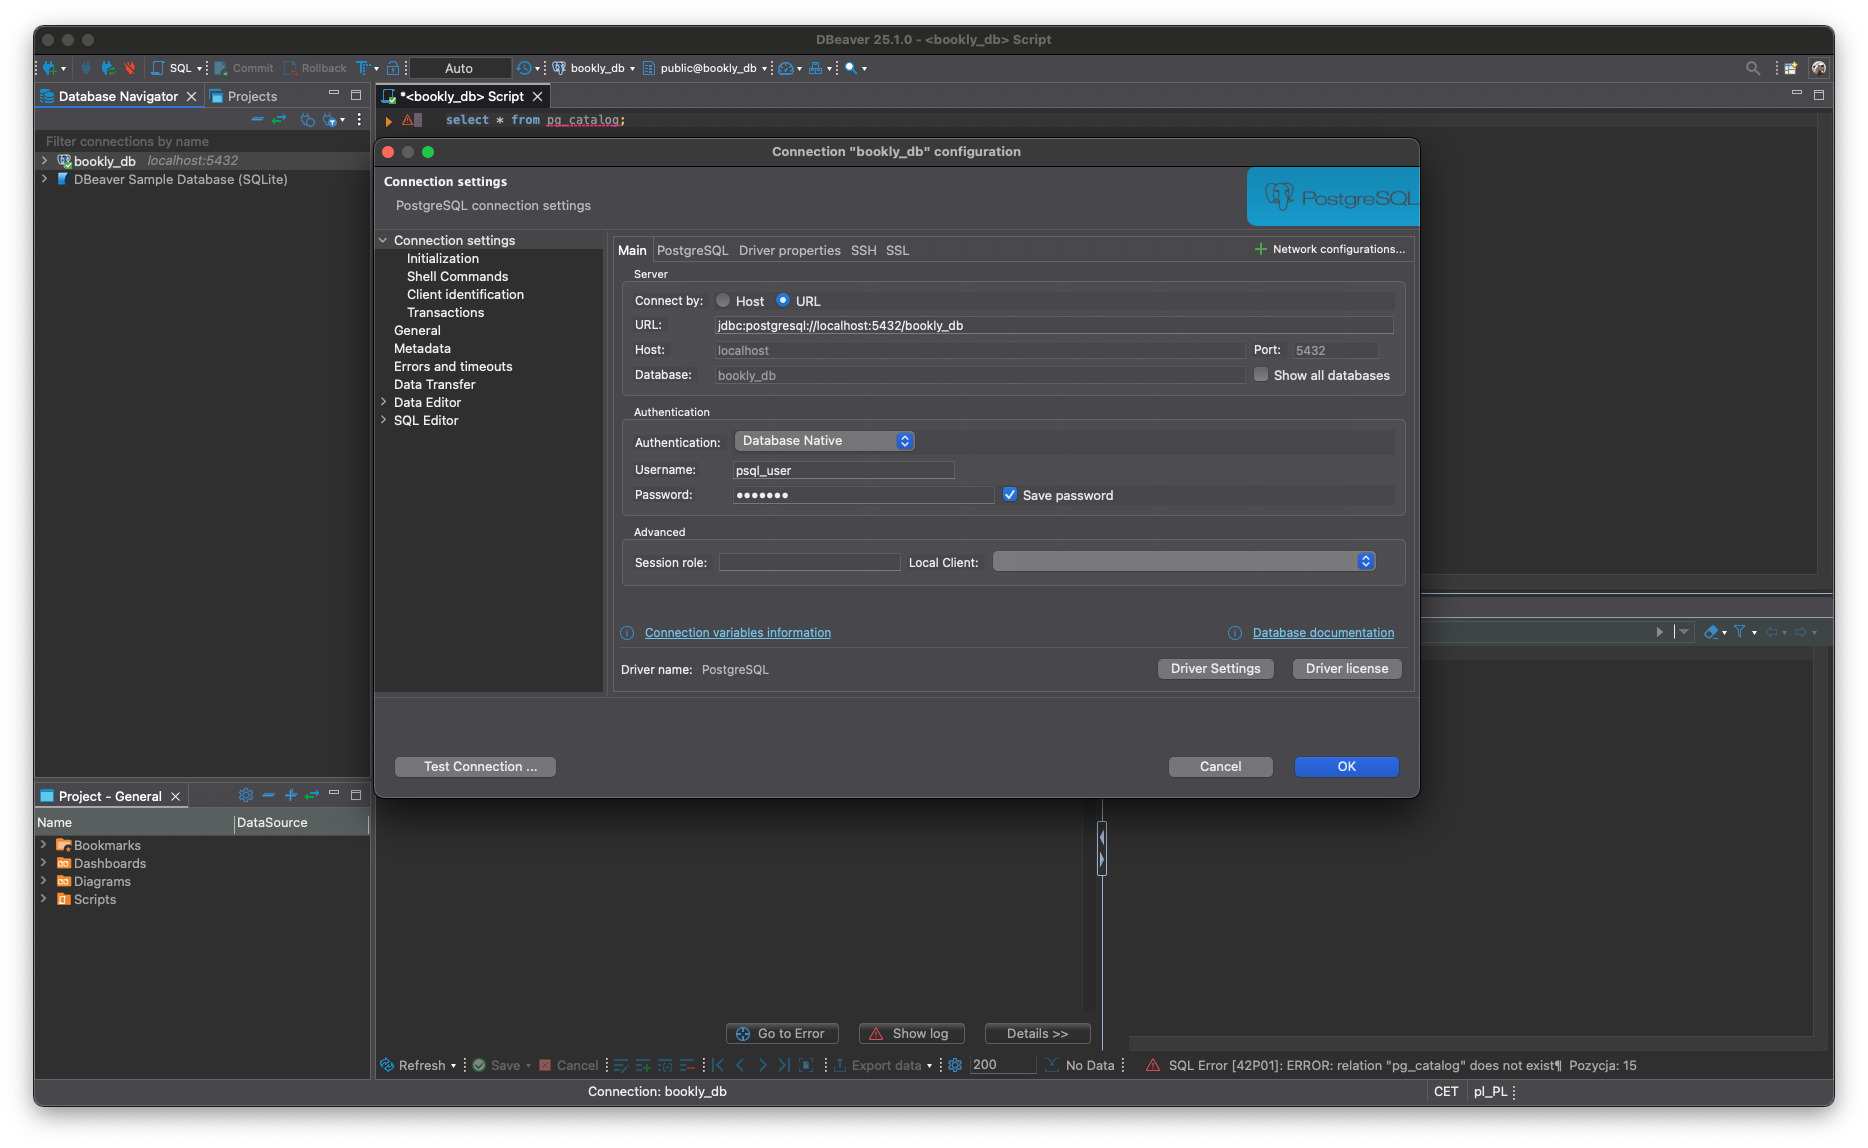 DBeaver 25.1.0 - <bookly_db> Script
SQL Commit Rollback Auto bookly_db public@bookly_db
Database Navigator Projects
*<bookly_db> Script
select * from pg_catalog;
Filter connections by name
bookly_db localhost:5432
DBeaver Sample Database (SQLite)
Connection "bookly_db" configuration
Connection settings
PostgreSQL connection settings
PostgreSQL
Connection settings
Initialization
Shell Commands
Client identification
Transactions
General
Metadata
Errors and timeouts
Data Transfer
Data Editor
SQL Editor
Main PostgreSQL Driver properties SSH SSL
Network configurations...
Server
Connect by: Host URL
URL: jdbc:postgresql://localhost:5432/bookly_db
Host: localhost Port: 5432
Database: bookly_db Show all databases
Authentication
Authentication: Database Native
Username: psql_user
Password: ••••••• Save password
Advanced
Session role: Local Client:
Connection variables information Database documentation
Driver name: PostgreSQL Driver Settings Driver license
Test Connection ... Cancel OK
Project - General
Name DataSource
Bookmarks
Dashboards
Diagrams
Scripts
Go to Error Show log Details >>
Refresh Save Cancel Export data 200 No Data SQL Error [42P01]: ERROR: relation "pg_catalog" does not exist¶ Pozycja: 15
Connection: bookly_db CET pl_PL